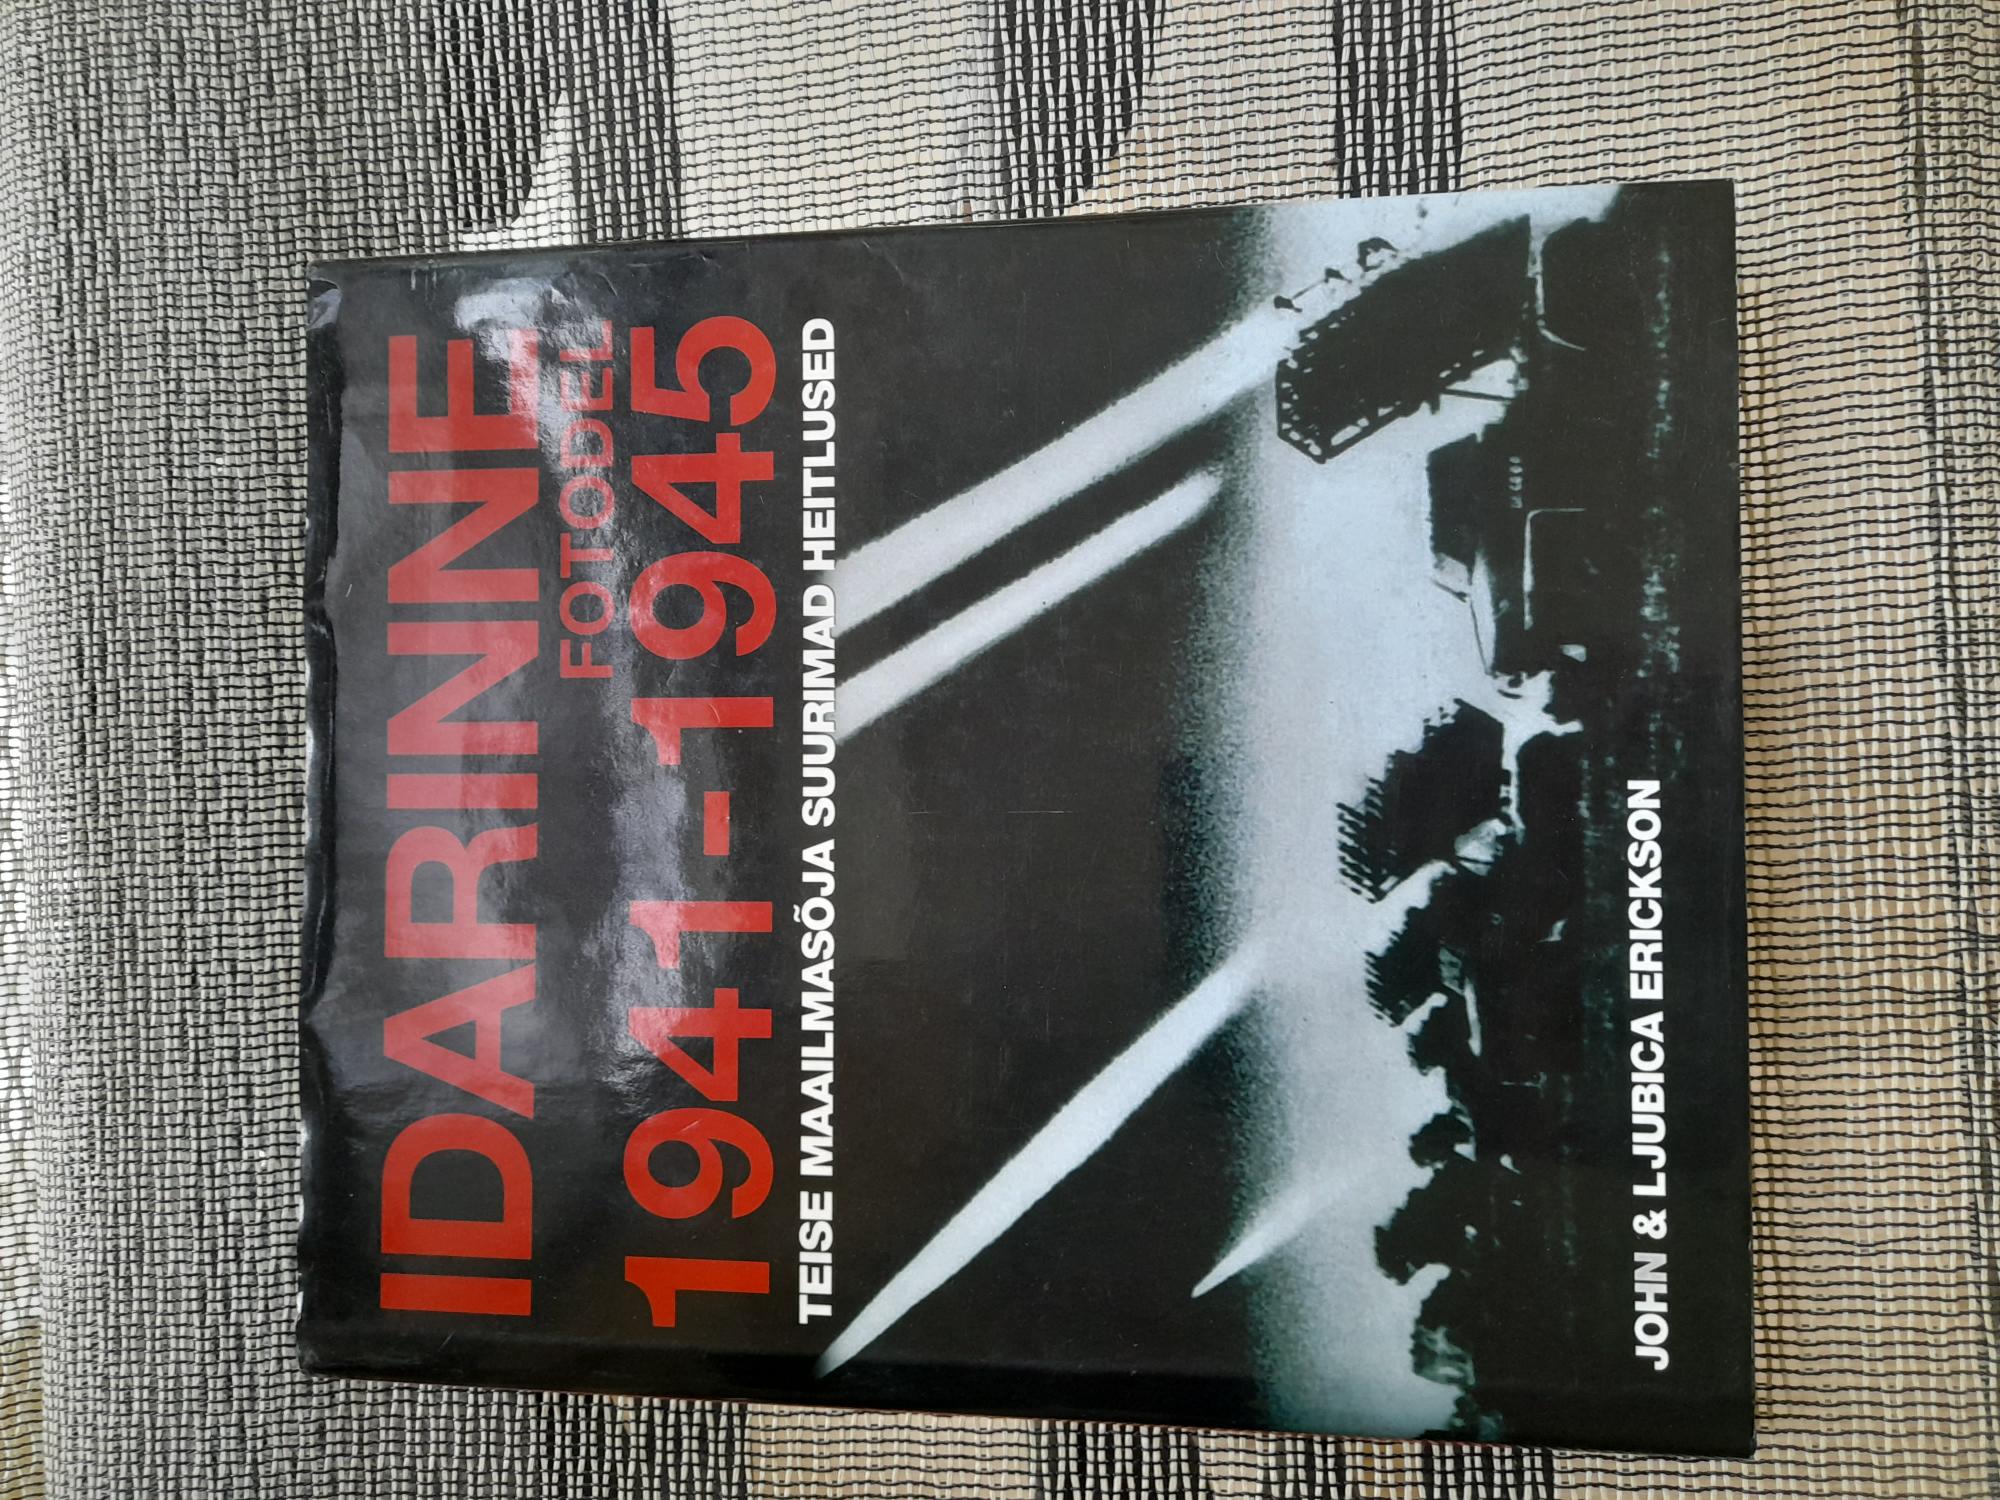 IDARINNE
FOTODEL
1941-1945
TEISE MAAILMASÕJA SUURIMAD HEITLUSED
JOHN & LJUBICA ERICKSON